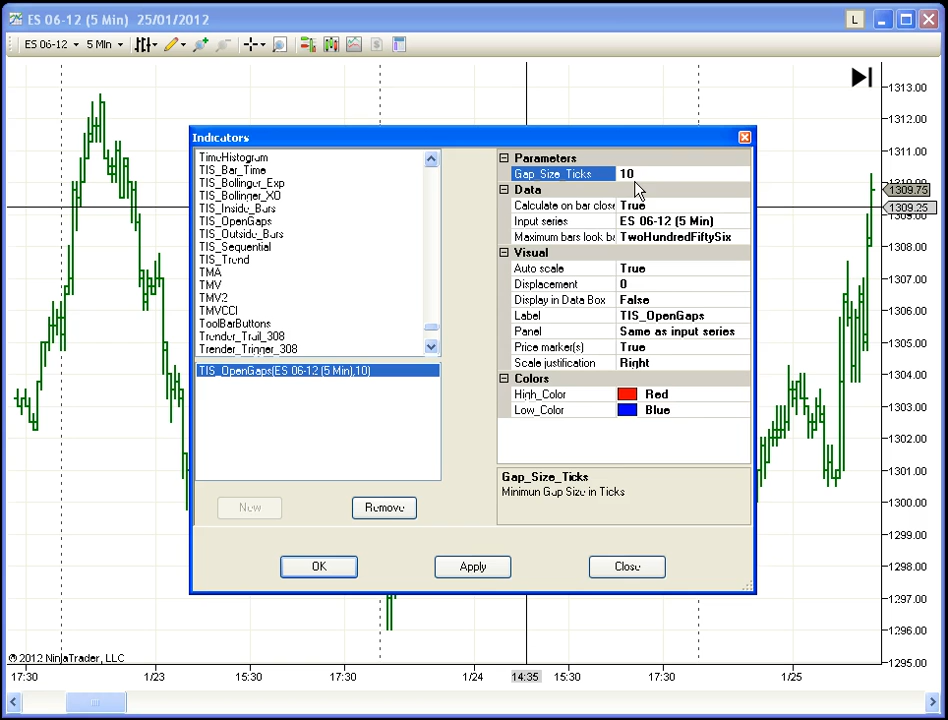 ES 06-12 (5 Min)  25/01/2012
L
ES 06-12
5 Min
$
Indicators
TimeHistogram
TIS_Bar_Time
TIS_Bollinger_Exp
TIS_Bollinger_XO
TIS_Inside_Bars
TIS_OpenGaps
TIS_Outside_Bars
TIS_Sequential
TIS_Trend
TMA
TMV
TMV2
TMVCCI
ToolBarButtons
Trender_Trail_308
Trender_Trigger_308
TIS_OpenGaps(ES 06-12 (5 Min),10)
New
Remove
Parameters
Gap_Size_Ticks 10
Data
Calculate on bar close True
Input series ES 06-12 (5 Min)
Maximum bars look ba TwoHundredFiftySix
Visual
Auto scale True
Displacement 0
Display in Data Box False
Label TIS_OpenGaps
Panel Same as input series
Price marker(s) True
Scale justification Right
Colors
High_Color Red
Low_Color Blue
Gap_Size_Ticks
Minimun Gap Size in Ticks
OK
Apply
Close
1313.00
1312.00
1311.00
1309.75
1309.25
1308.00
1307.00
1306.00
1305.00
1304.00
1303.00
1302.00
1301.00
1300.00
1299.00
1298.00
1297.00
1296.00
1295.00
© 2012 NinjaTrader, LLC
17:30
1/23
15:30
17:30
1/24
14:35
15:30
17:30
1/25